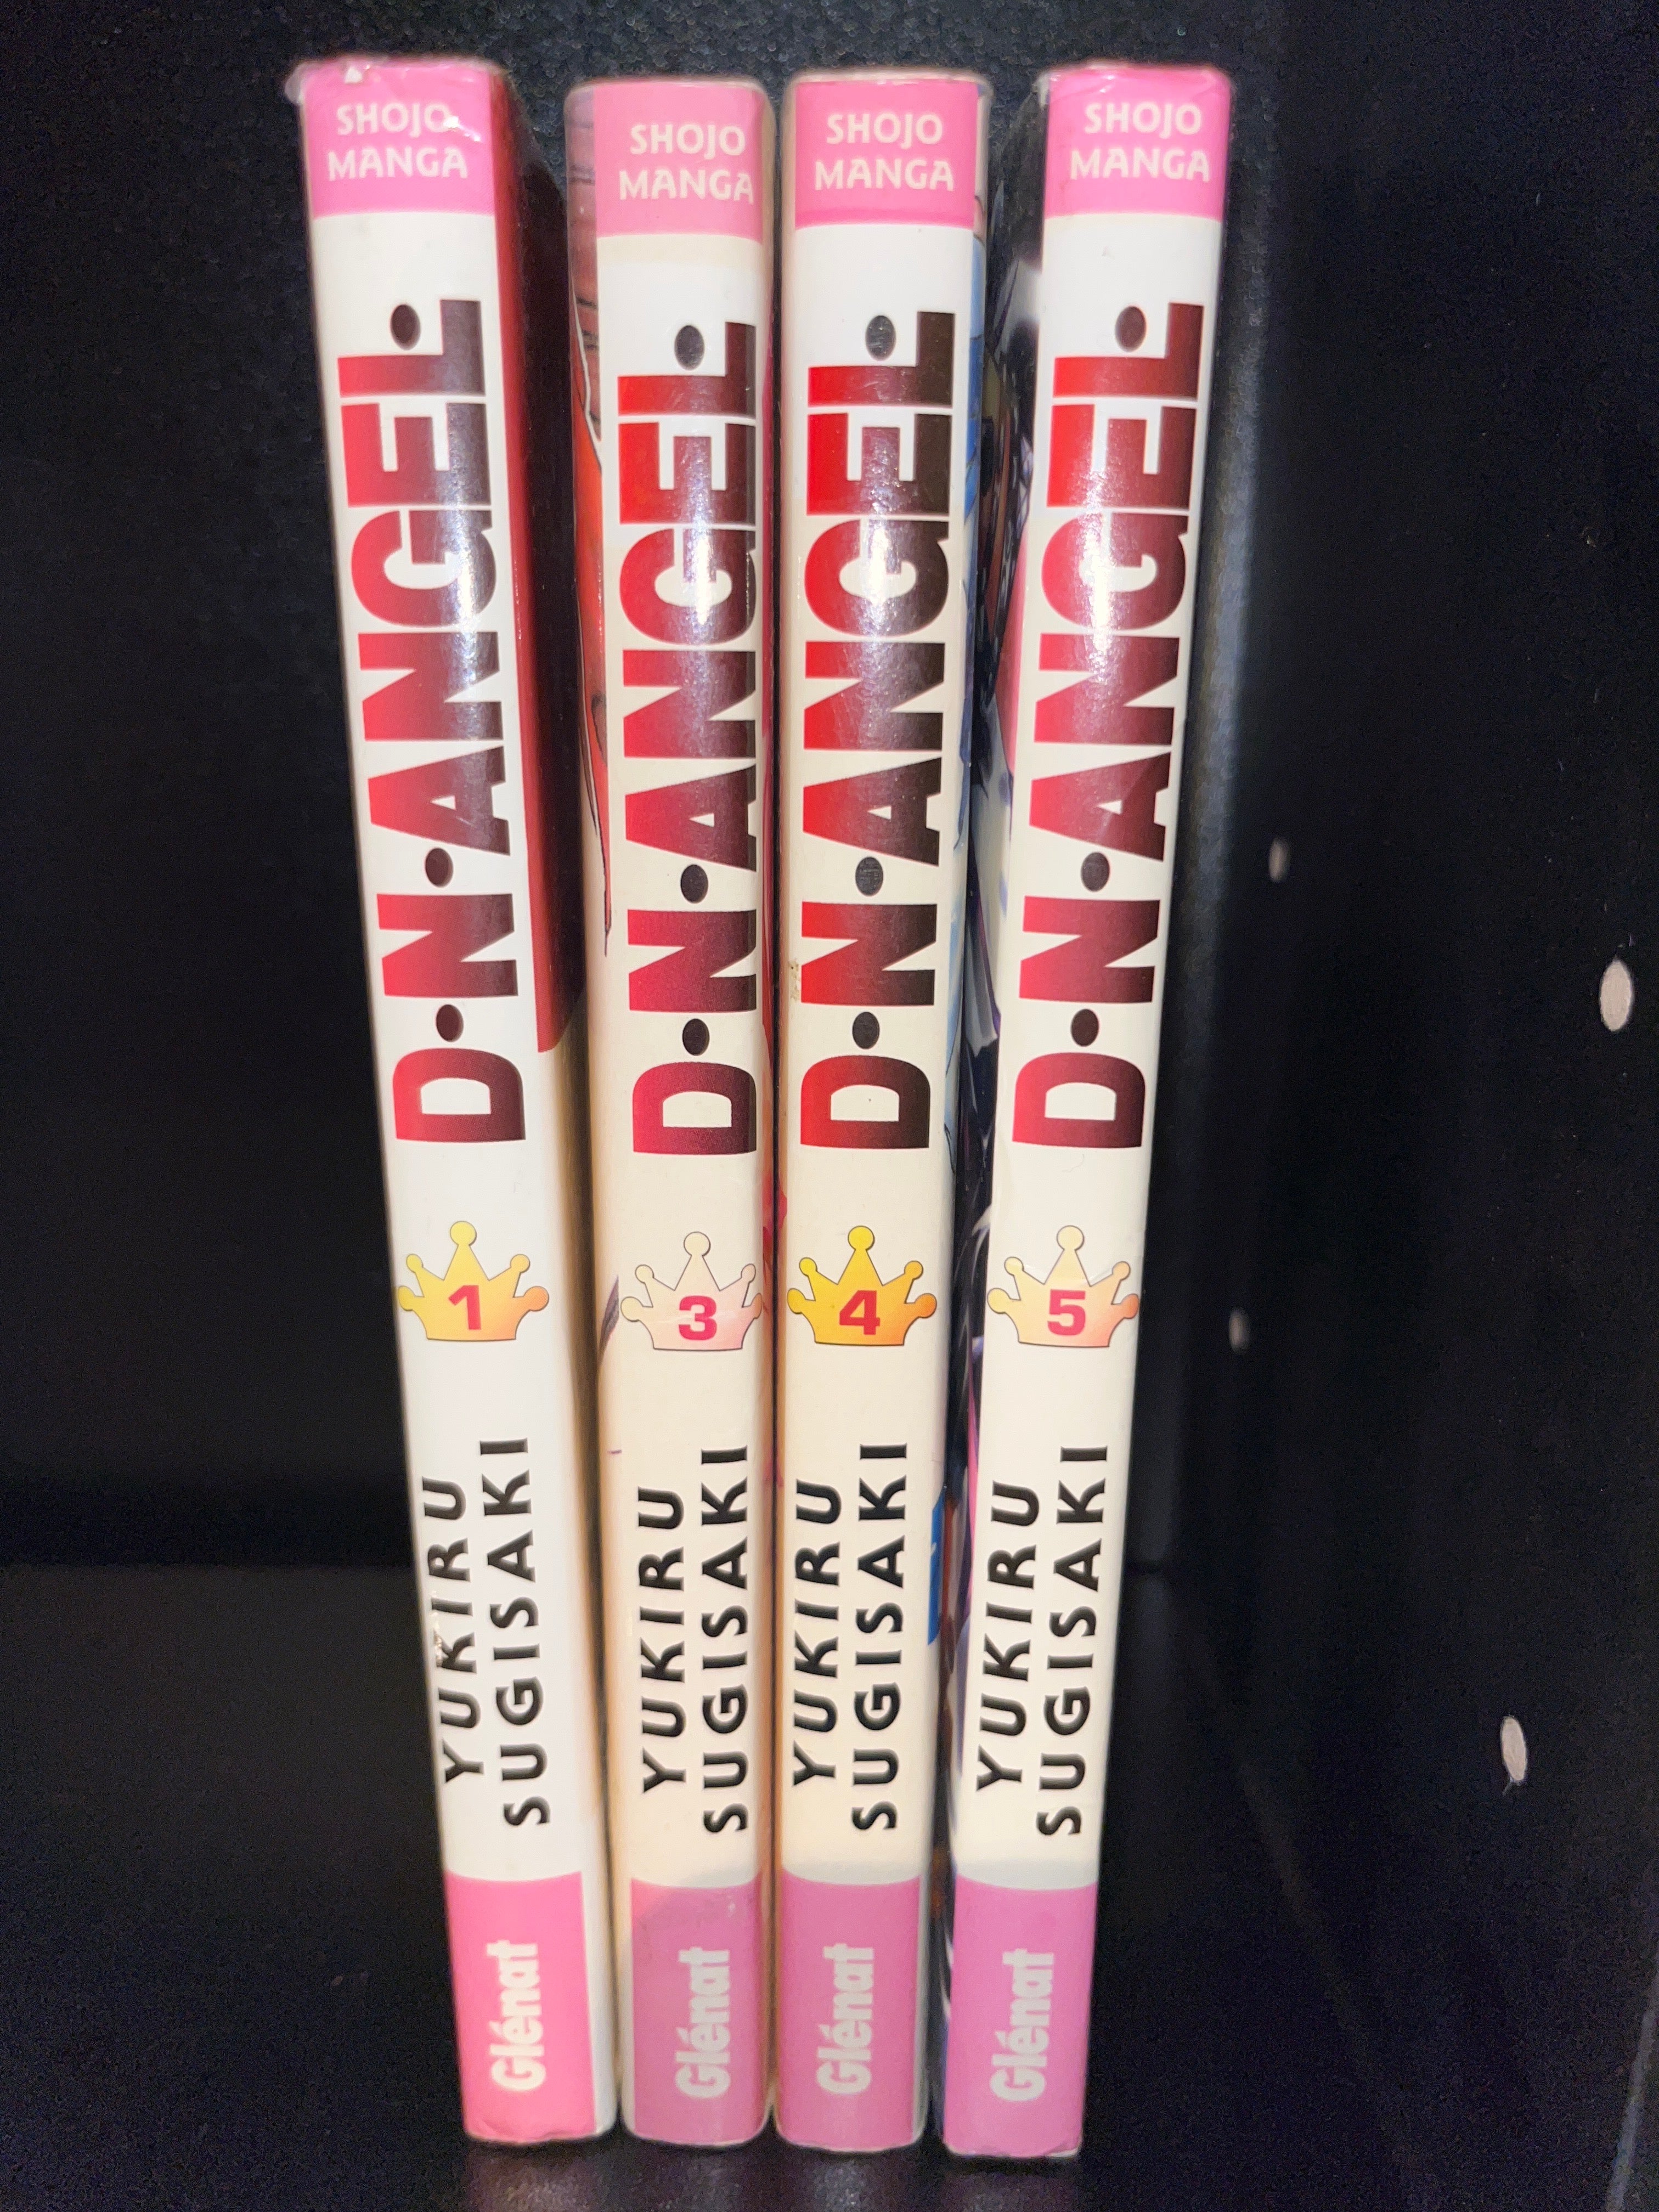 SHOJO
MANGA
D•N•ANGEL•
1
YUKIRU
SUGISAKI
Glénat
SHOJO
MANGA
D•N•ANGEL•
3
YUKIRU
SUGISAKI
Glénat
SHOJO
MANGA
D•N•ANGEL•
4
YUKIRU
SUGISAKI
Glénat
SHOJO
MANGA
D•N•ANGEL•
5
YUKIRU
SUGISAKI
Glénat